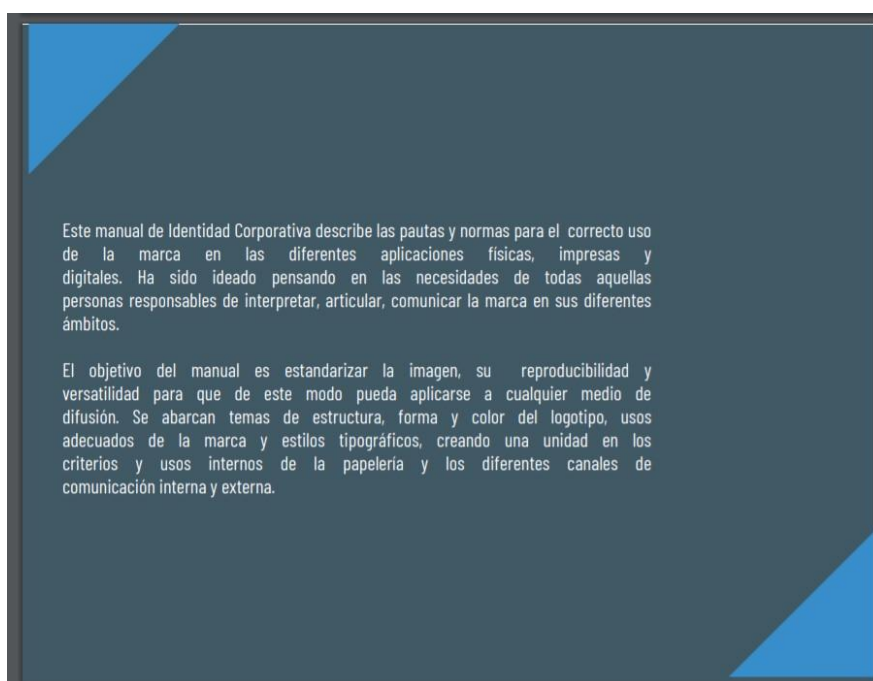 Este manual de Identidad Corporativa describe las pautas y normas para el correcto uso
de la marca en las diferentes aplicaciones físicas, impresas y
digitales. Ha sido ideado pensando en las necesidades de todas aquellas
personas responsables de interpretar, articular, comunicar la marca en sus diferentes
ámbitos.
El objetivo del manual es estandarizar la imagen, su reproducibilidad y
versatilidad para que de este modo pueda aplicarse a cualquier medio de
difusión. Se abarcan temas de estructura, forma y color del logotipo, usos
adecuados de la marca y estilos tipográficos, creando una unidad en los
criterios y usos internos de la papelería y los diferentes canales de
comunicación interna y externa.